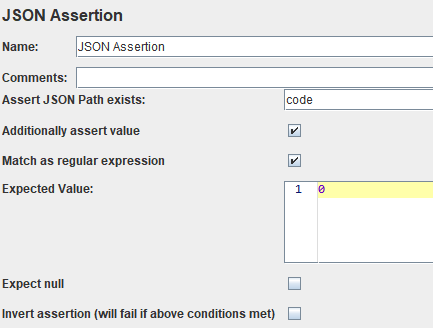 JSON Assertion
Name: JSON Assertion
Comments:
Assert JSON Path exists: code
Additionally assert value
Match as regular expression
Expected Value: 1 0
Expect null
Invert assertion (will fail if above conditions met)